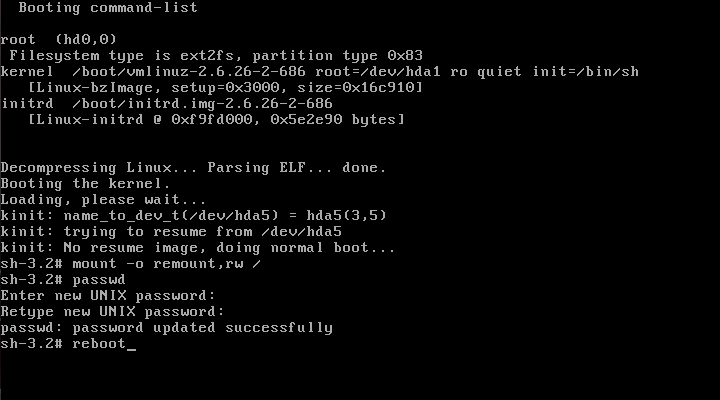 Booting command-list
root (hd0,0)
Filesystem type is ext2fs, partition type 0x83
kernel /boot/vmlinuz-2.6.26-2-686 root=/dev/hda1 ro quiet init=/bin/sh
[Linux-bzImage, setup=0x3000, size=0x16c910]
initrd /boot/initrd.img-2.6.26-2-686
[Linux-initrd @ 0xf9fd000, 0x5e2e90 bytes]
Decompressing Linux... Parsing ELF... done.
Booting the kernel.
Loading, please wait...
kinit: name_to_dev_t(/dev/hda5) = hda5(3,5)
kinit: trying to resume from /dev/hda5
kinit: No resume image, doing normal boot...
sh-3.2# mount -o remount,rw /
sh-3.2# passwd
Enter new UNIX password:
Retype new UNIX password:
passwd: password updated successfully
sh-3.2# reboot_